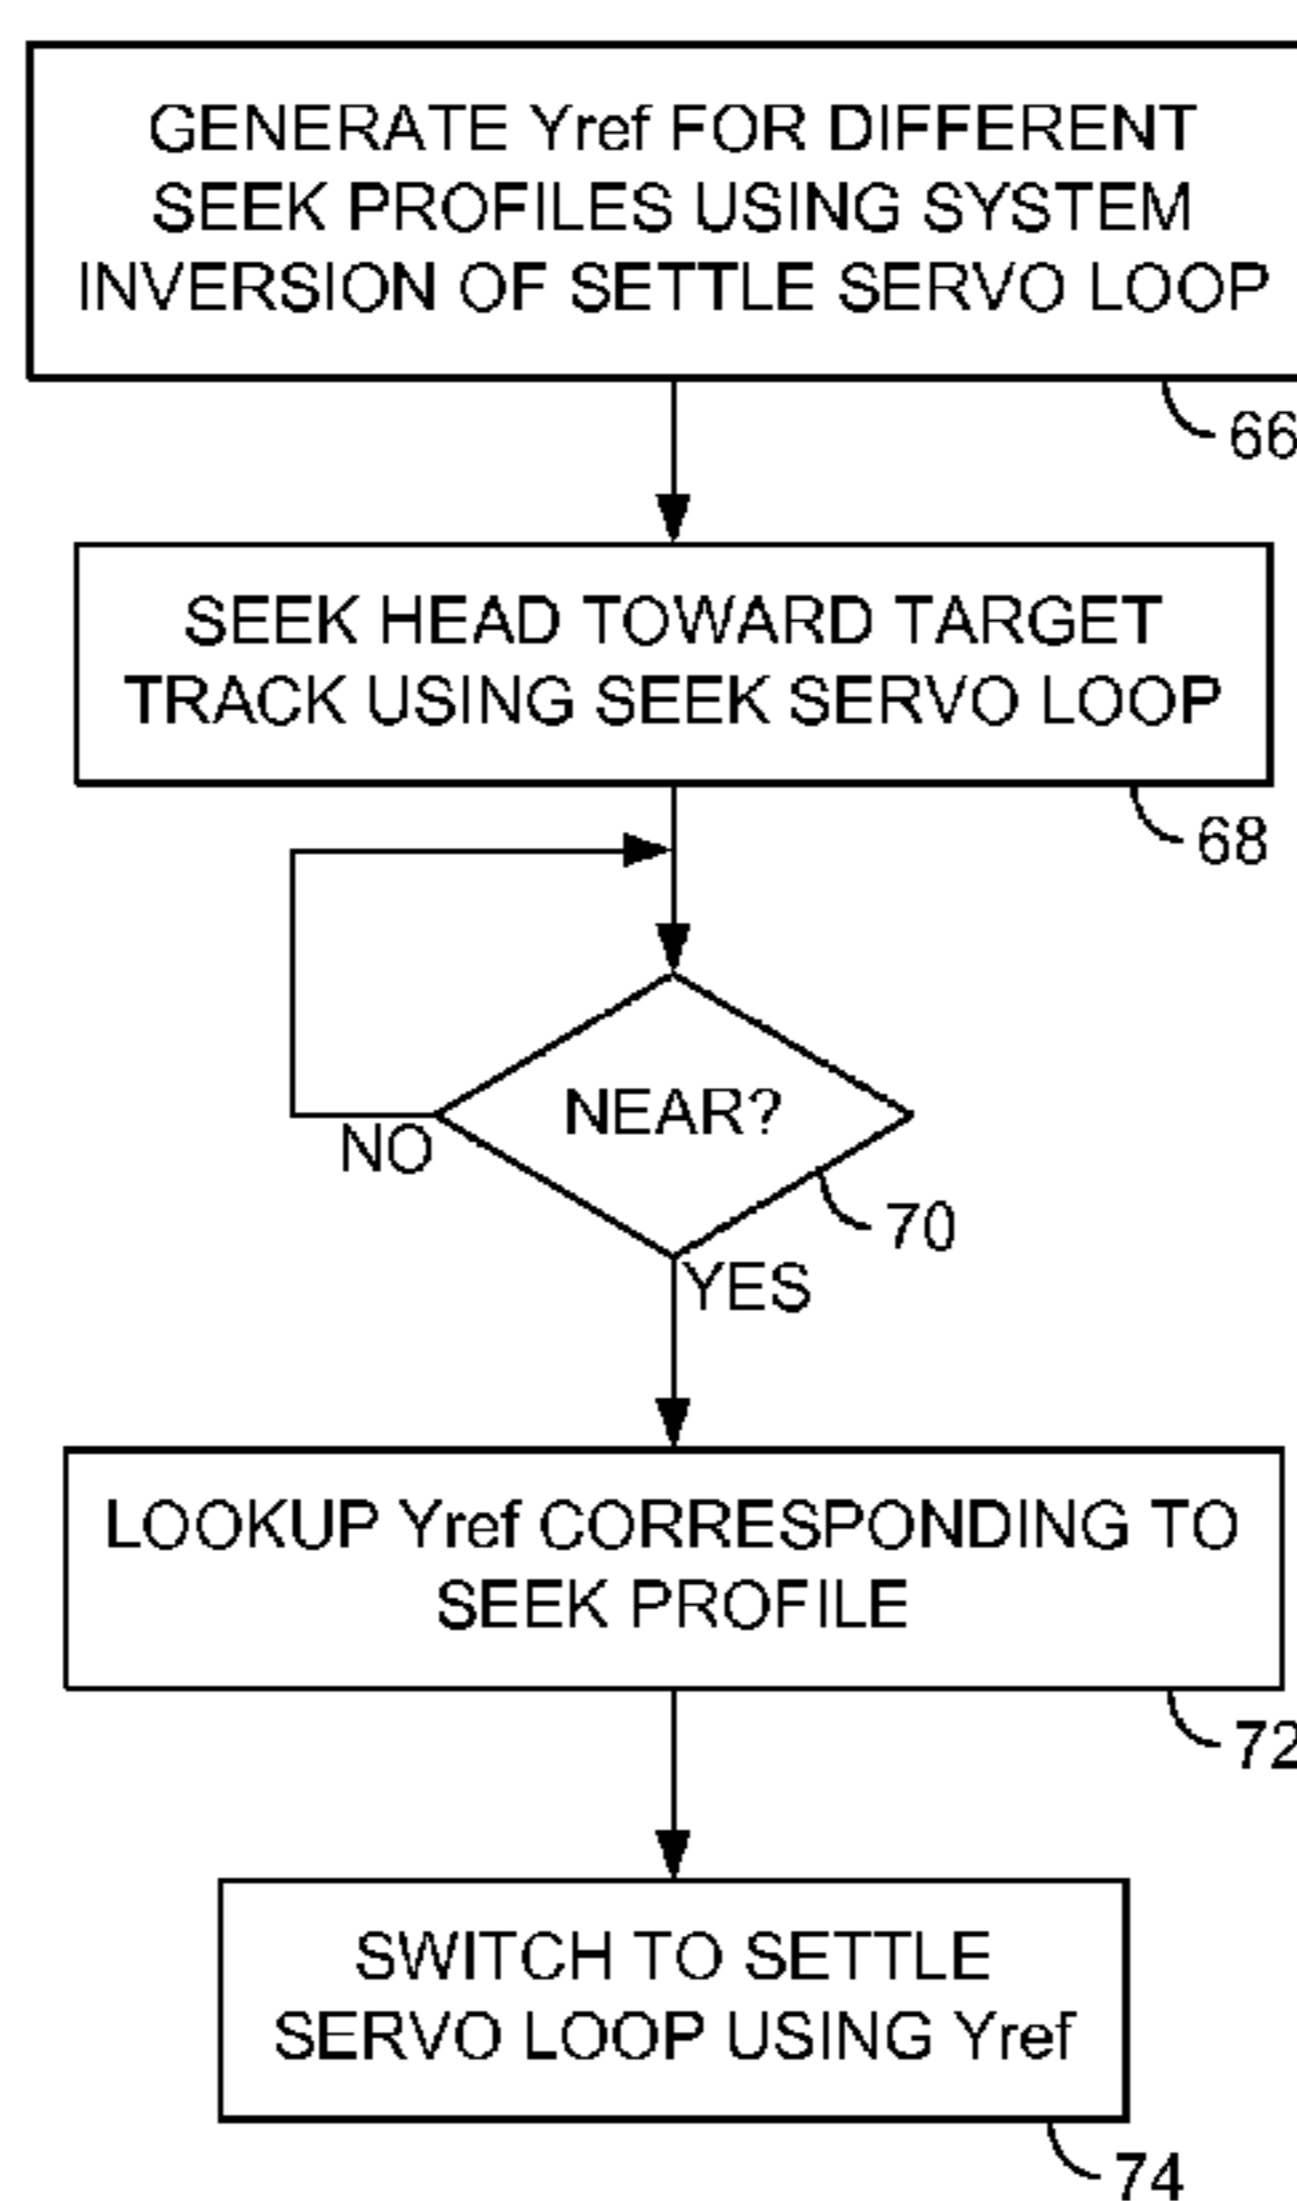 GENERATE Yref FOR DIFFERENT
SEEK PROFILES USING SYSTEM
INVERSION OF SETTLE SERVO LOOP
66
SEEK HEAD TOWARD TARGET
TRACK USING SEEK SERVO LOOP
68
NEAR?
NO
70
YES
LOOKUP Yref CORRESPONDING TO
SEEK PROFILE
72
SWITCH TO SETTLE
SERVO LOOP USING Yref
74